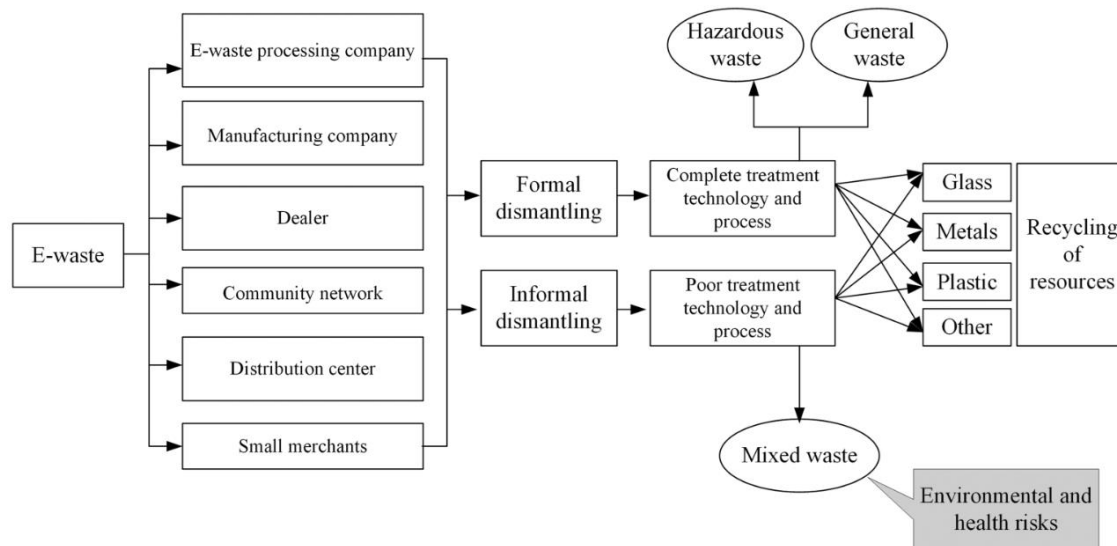 E-waste
E-waste processing company
Manufacturing company
Dealer
Community network
Distribution center
Small merchants
Formal
dismantling
Informal
dismantling
Hazardous
waste
General
waste
Complete treatment
technology and
process
Poor treatment
technology and
process
Mixed waste
Environmental and
health risks
Glass
Metals
Plastic
Other
Recycling
of
resources